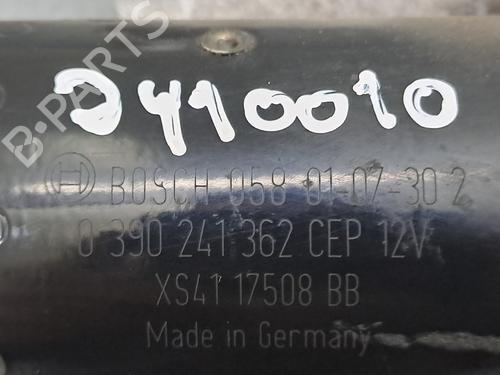 B-PARTS
2410010
BOSCH 058 01-07-30 2
0 390 241 362 CEP 12V
XS41 17508 BB
Made in Germany